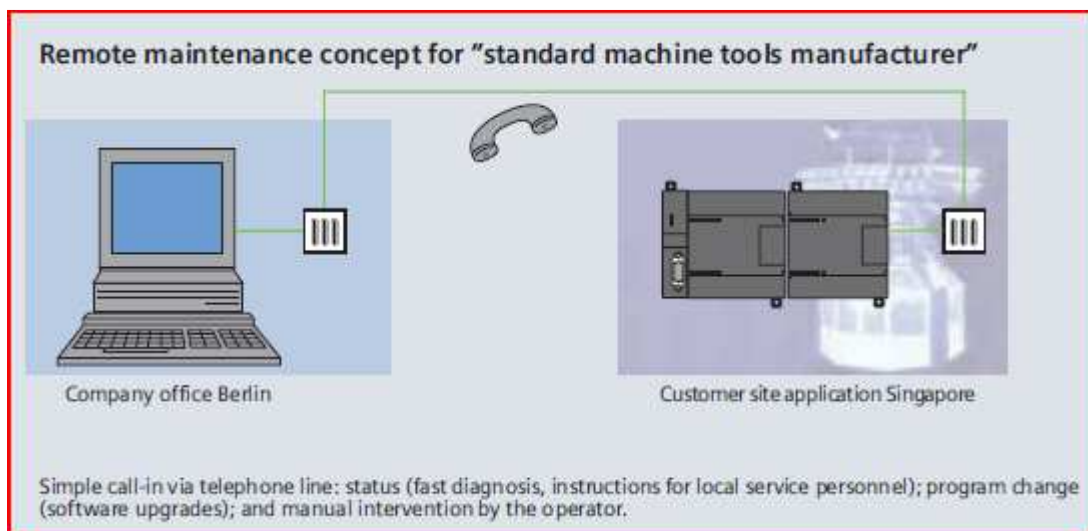 Remote maintenance concept for "standard machine tools manufacturer"
Company office Berlin
Customer site application Singapore
Simple call-in via telephone line: status (fast diagnosis, instructions for local service personnel); program change
(software upgrades); and manual intervention by the operator.